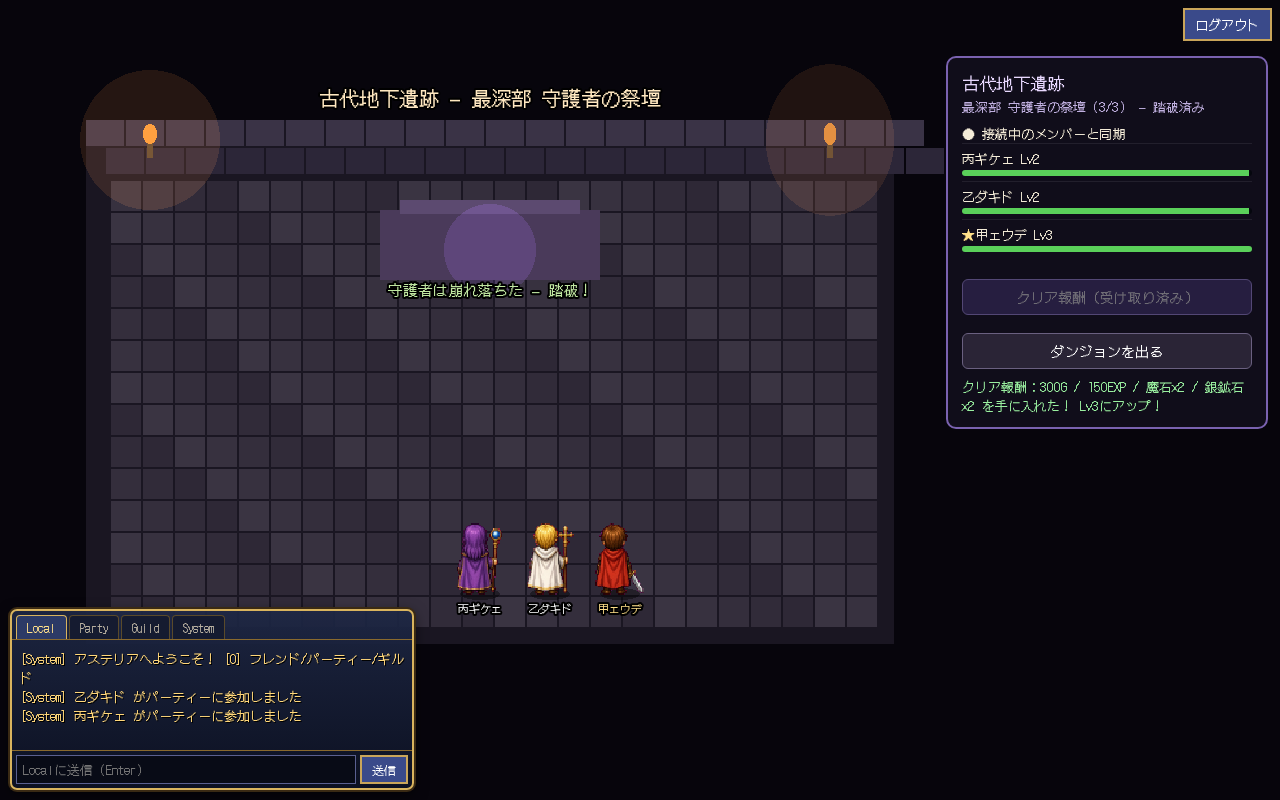 ログアウト
古代地下遺跡 － 最深部 守護者の祭壇
守護者は崩れ落ちた － 踏破！
丙ギケェ
乙ダキド
甲ェウデ
古代地下遺跡
最深部 守護者の祭壇（3/3） － 踏破済み
接続中のメンバーと同期
丙ギケェ Lv2
乙ダキド Lv2
★甲ェウデ Lv3
クリア報酬（受け取り済み）
ダンジョンを出る
クリア報酬：300G / 150EXP / 魔石x2 / 銀鉱石
x2 を手に入れた！ Lv3にアップ！
Local
Party
Guild
System
[System] アステリアへようこそ！ [O] フレンド/パーティー/ギル
ド
[System] 乙ダキド がパーティーに参加しました
[System] 丙ギケェ がパーティーに参加しました
Localに送信（Enter）
送信